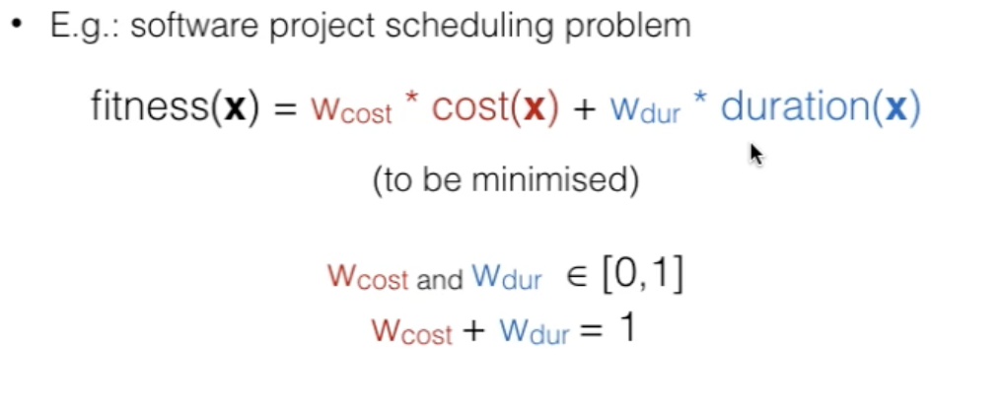 • E.g.: software project scheduling problem
fitness(x) = wcost * cost(x) + wdur * duration(x)
(to be minimised)
wcost and wdur ∈ [0,1]
wcost + wdur = 1